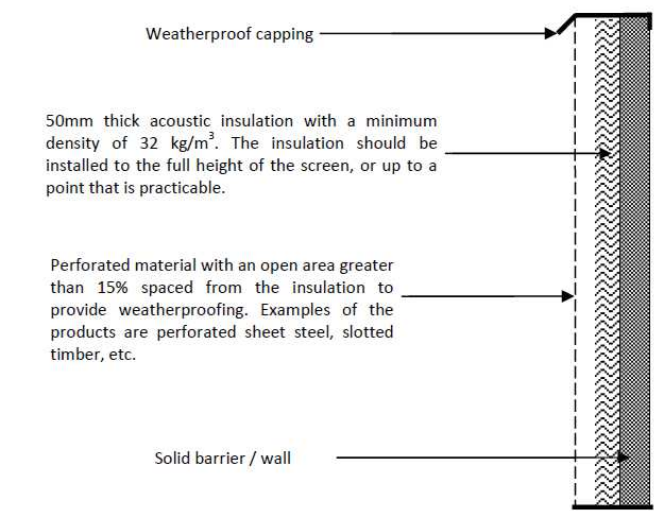 Weatherproof capping
50mm thick acoustic insulation with a minimum
density of 32 kg/m³. The insulation should be
installed to the full height of the screen, or up to a
point that is practicable.
Perforated material with an open area greater
than 15% spaced from the insulation to
provide weatherproofing. Examples of the
products are perforated sheet steel, slotted
timber, etc.
Solid barrier / wall